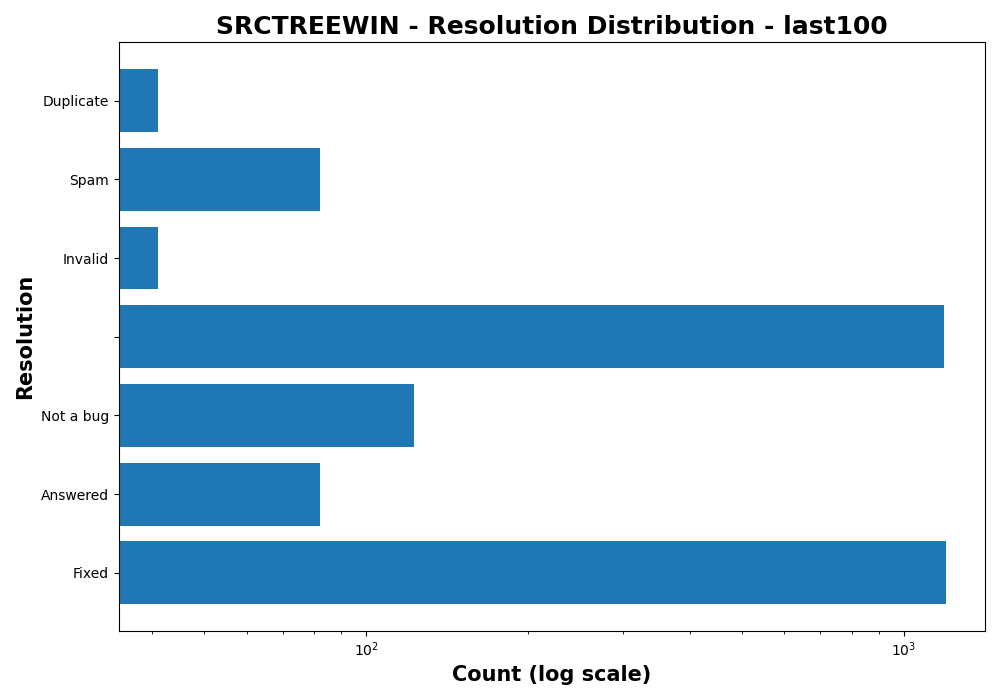 SRCTREEWIN - Resolution Distribution - last100
Duplicate
Spam
Invalid
Not a bug
Answered
Fixed
Resolution
10²
10³
Count (log scale)